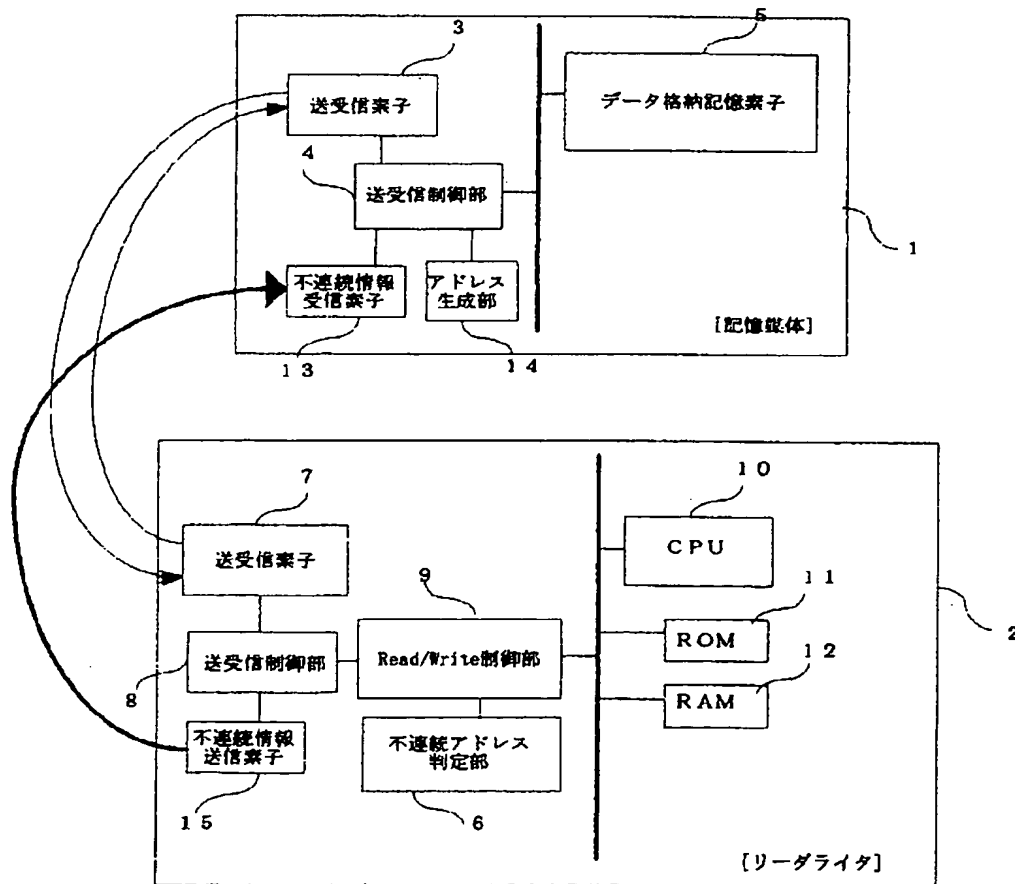 5
3
送受信素子
データ格納記憶素子
4
送受信制御部
1
不連続情報
受信素子
アドレス
生成部
[記憶媒体]
13
14
7
10
送受信素子
CPU
9
11
2
ROM
送受信制御部
Read/Write制御部
12
8
RAM
不連続情報
送信素子
不連続アドレス
判定部
15
6
[リーダライタ]